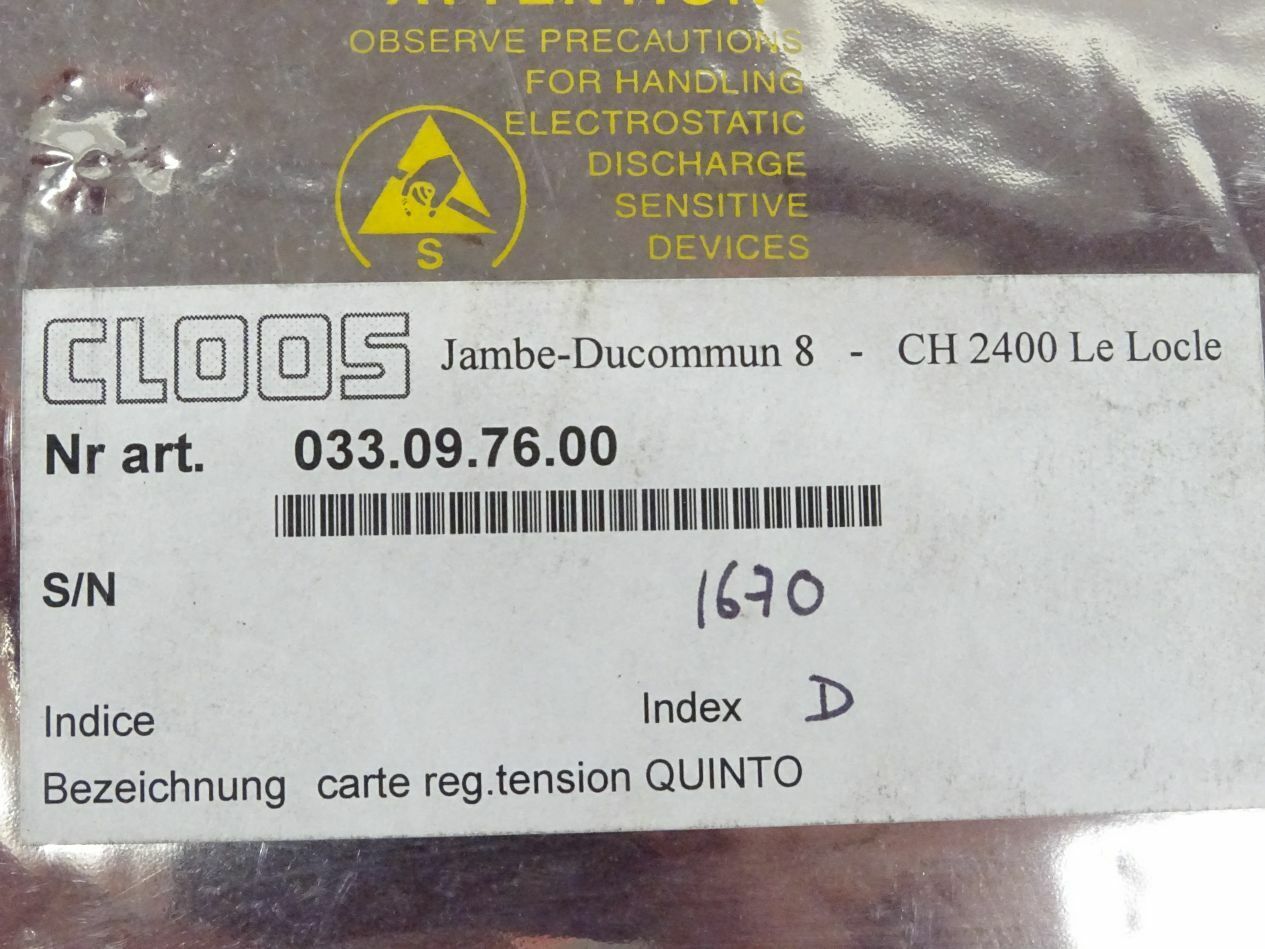 ATTENTION
OBSERVE PRECAUTIONS
FOR HANDLING
ELECTROSTATIC
DISCHARGE
SENSITIVE
DEVICES
S
CLOOS Jambe-Ducommun 8 - CH 2400 Le Locle
Nr art. 033.09.76.00
S/N 1670
Indice Index D
Bezeichnung carte reg.tension QUINTO